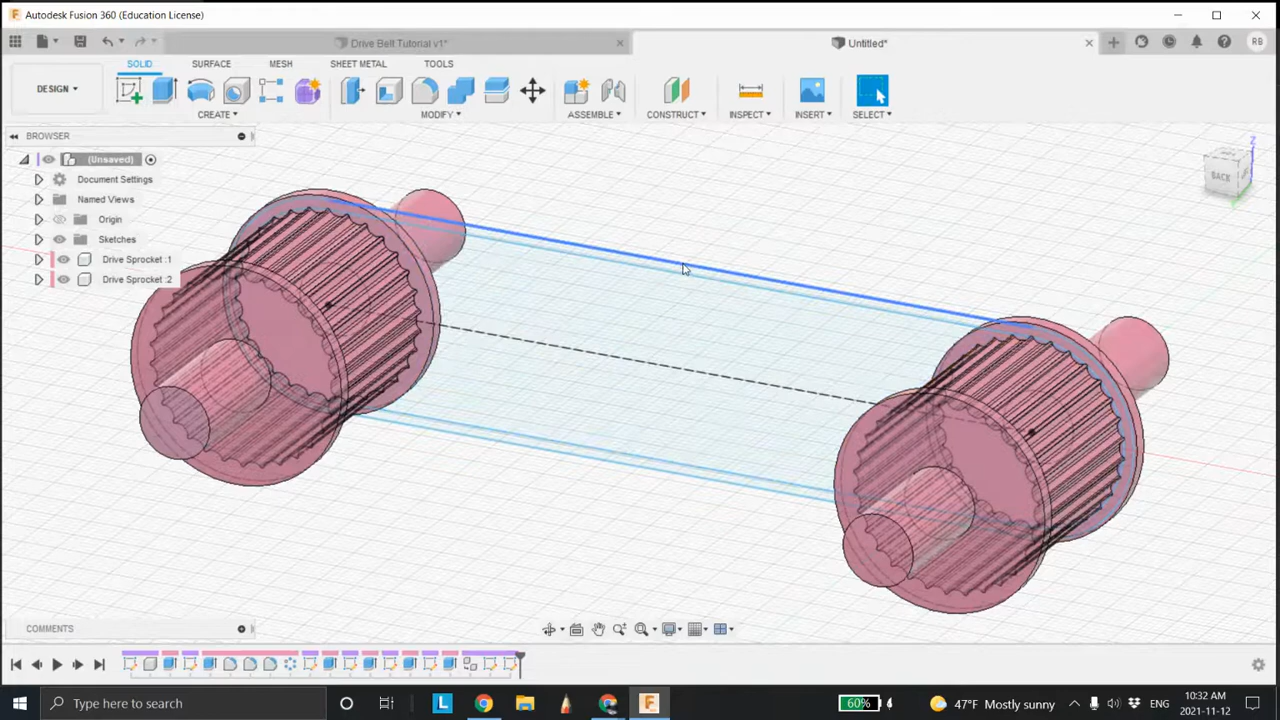 Autodesk Fusion 360 (Education License)
Drive Belt Tutorial v1*
Untitled*
RB
DESIGN
SOLID SURFACE MESH SHEET METAL TOOLS
CREATE MODIFY ASSEMBLE CONSTRUCT INSPECT INSERT SELECT
BROWSER
(Unsaved)
Document Settings
Named Views
Origin
Sketches
Drive Sprocket :1
Drive Sprocket :2
Z
BACK
COMMENTS
Type here to search
L
60%
47°F Mostly sunny
ENG
10:32 AM
2021-11-12